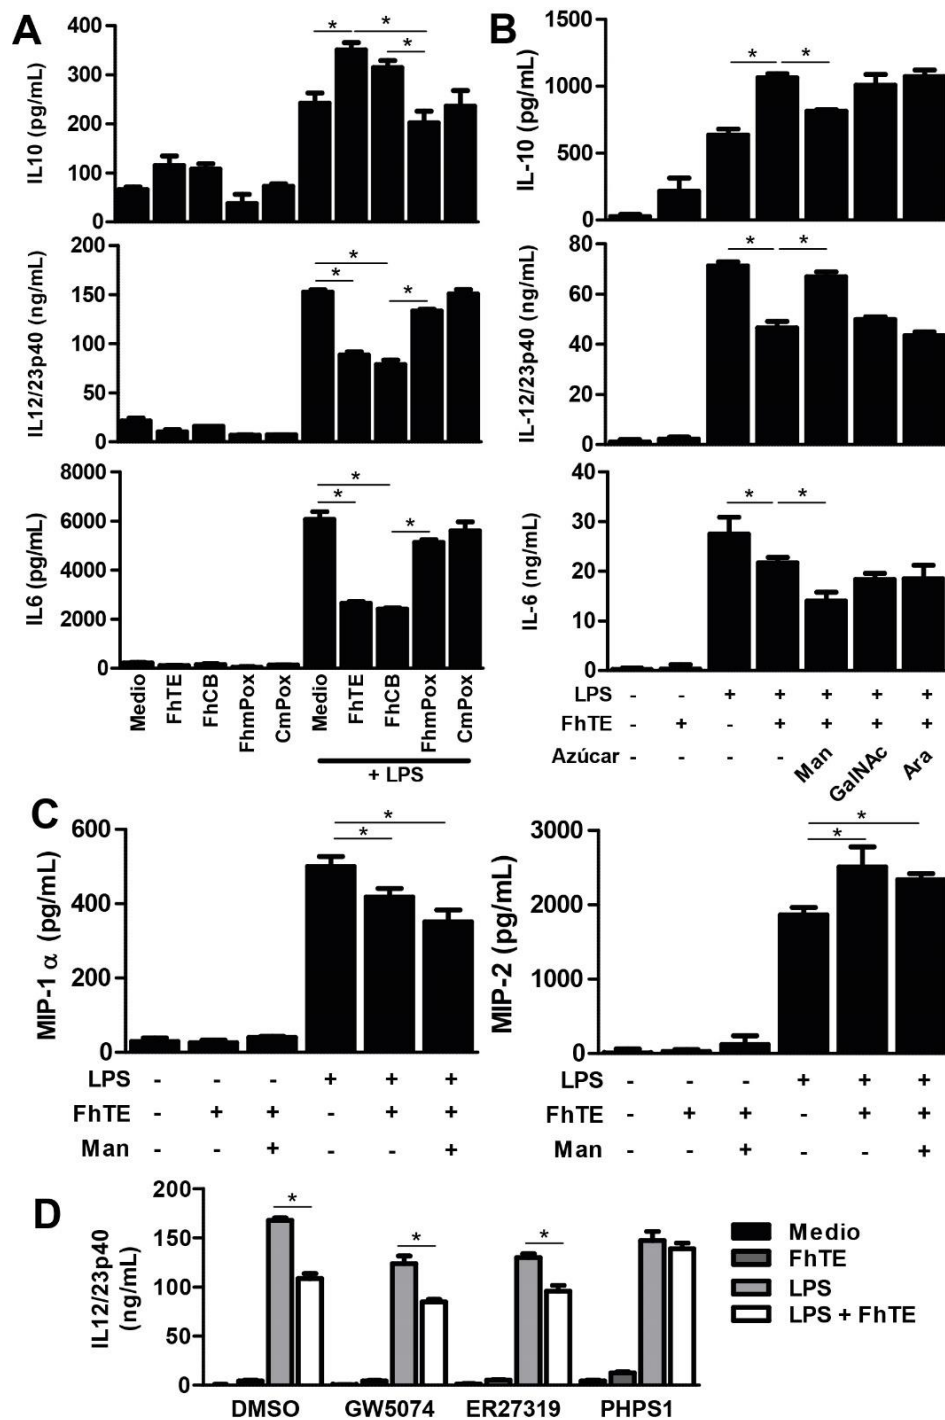 A
IL10 (pg/mL)
400
300
200
100
0
*
*
*
IL12/23p40 (ng/mL)
200
150
100
50
0
*
*
*
IL6 (pg/mL)
8000
6000
4000
2000
0
*
*
*
Medio
FhTE
FhCB
FhmPox
CmPox
Medio
FhTE
FhCB
FhmPox
CmPox
+ LPS
B
IL-10 (pg/mL)
1500
1000
500
0
*
*
IL-12/23p40 (ng/mL)
80
60
40
20
0
*
*
IL-6 (ng/mL)
40
30
20
10
0
*
*
LPS - - + + + + +
FhTE - + - + + + +
Azúcar - - - - Man GalNAc Ara
C
MIP-1 α (pg/mL)
600
400
200
0
*
*
LPS - - - + + +
FhTE - + + - + +
Man - - + - - +
MIP-2 (pg/mL)
3000
2000
1000
0
*
*
LPS - - - + + +
FhTE - + + - + +
Man - - + - - +
D
IL12/23p40
(ng/mL)
200
150
100
50
0
*
*
*
DMSO GW5074 ER27319 PHPS1
Medio
FhTE
LPS
LPS + FhTE